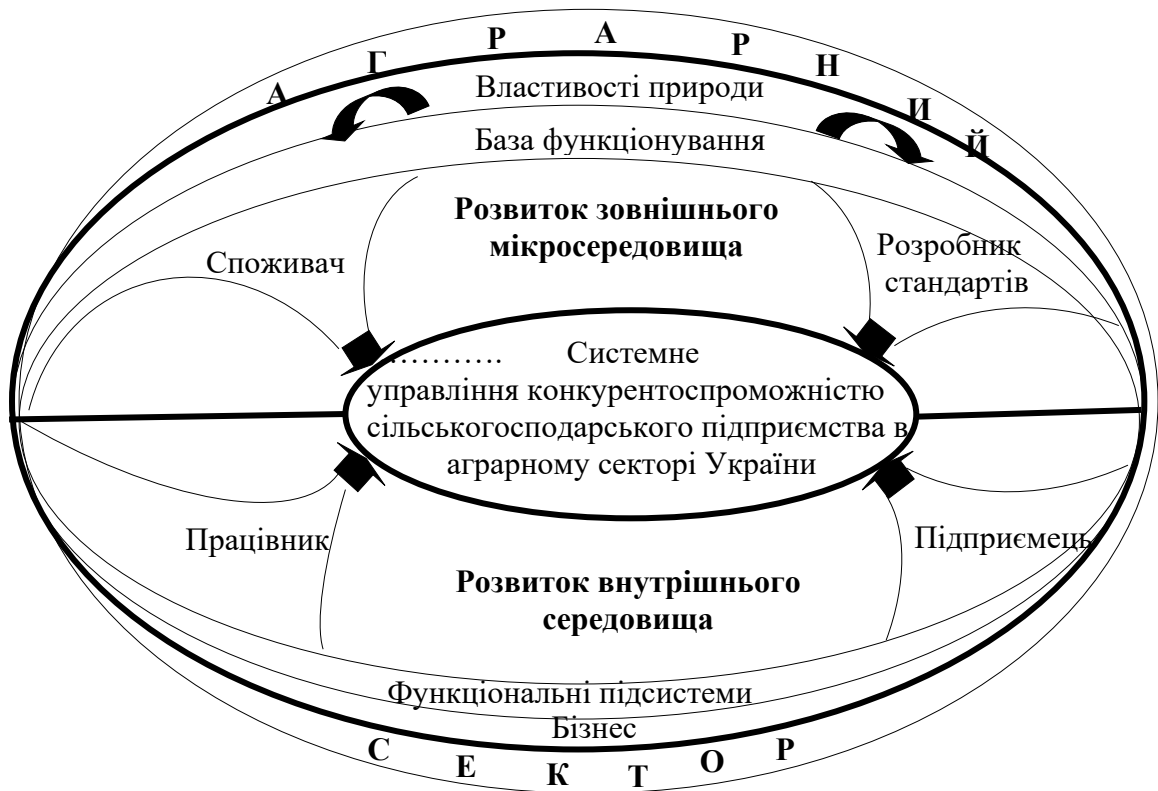 А Г Р А Р Н И Й
Властивості природи
База функціонування
Розвиток зовнішнього
мікросередовища
Споживач
Розробник
стандартів
………… Системне
управління конкурентоспроможністю
сільськогосподарського підприємства в
аграрному секторі України
Працівник
Підприємець
Розвиток внутрішнього
середовища
Функціональні підсистеми
Бізнес
С Е К Т О Р